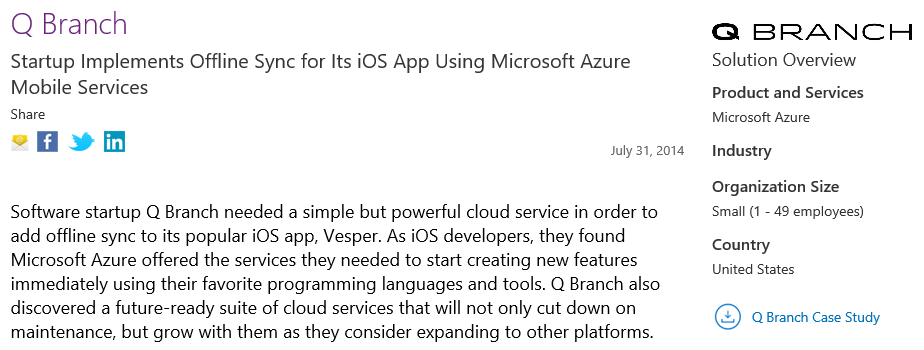 Q Branch
Startup Implements Offline Sync for Its iOS App Using Microsoft Azure
Mobile Services
Share
July 31, 2014
Software startup Q Branch needed a simple but powerful cloud service in order to
add offline sync to its popular iOS app, Vesper. As iOS developers, they found
Microsoft Azure offered the services they needed to start creating new features
immediately using their favorite programming languages and tools. Q Branch also
discovered a future-ready suite of cloud services that will not only cut down on
maintenance, but grow with them as they consider expanding to other platforms.
Q BRANCH
Solution Overview
Product and Services
Microsoft Azure
Industry
Organization Size
Small (1 - 49 employees)
Country
United States
Q Branch Case Study